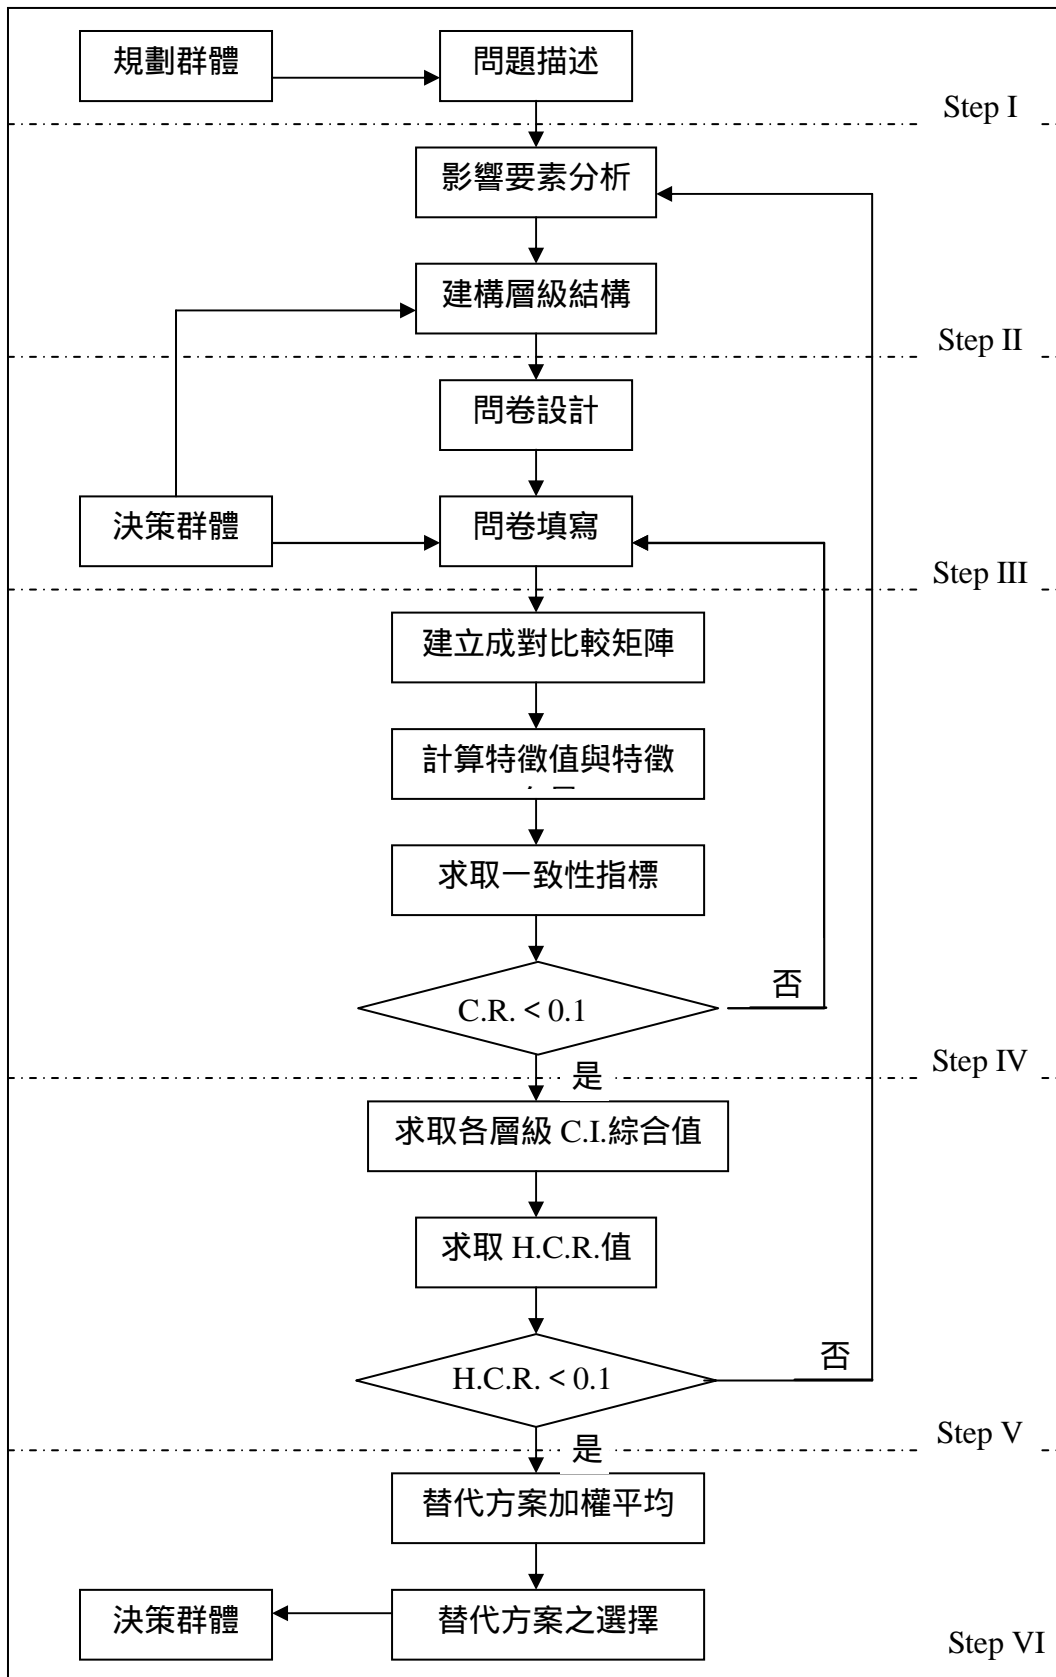 規劃群體
問題描述
Step I
影響要素分析
建構層級結構
Step II
問卷設計
決策群體
問卷填寫
Step III
建立成對比較矩陣
計算特徵值與特徵
求取一致性指標
C.R. < 0.1
否
Step IV
是
求取各層級 C.I.綜合值
求取 H.C.R.值
H.C.R. < 0.1
否
Step V
是
替代方案加權平均
決策群體
替代方案之選擇
Step VI